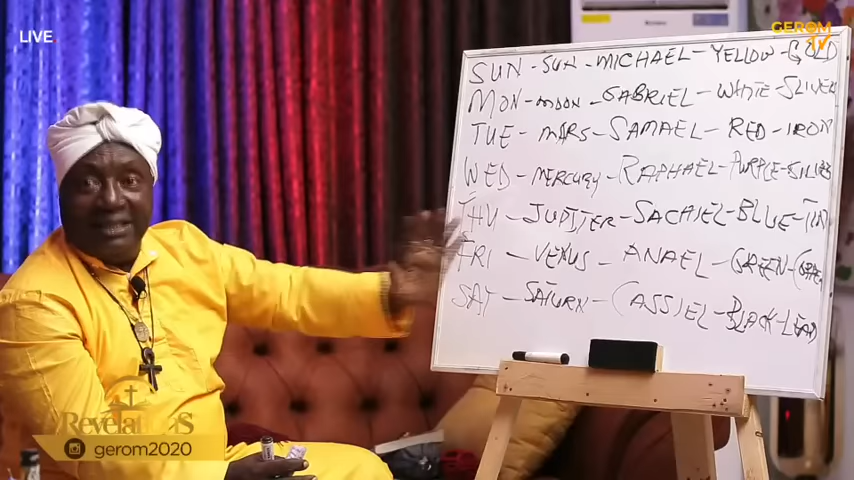 LIVE
GEROM
TV
SUN - SUN - MICHAEL - YELLOW - GOLD
MON - MOON - GABRIEL - WHITE - SILVER
TUE - MARS - SAMAEL - RED - IRON
WED - MERCURY - RAPHAEL - PURPLE -
THU - JUPITER - SACHIEL - BLUE - TIN
FRI - VENUS - ANAEL - GREEN -
SAT - SATURN - CASSIEL - BLACK - LEAD
Revelations
gerom2020